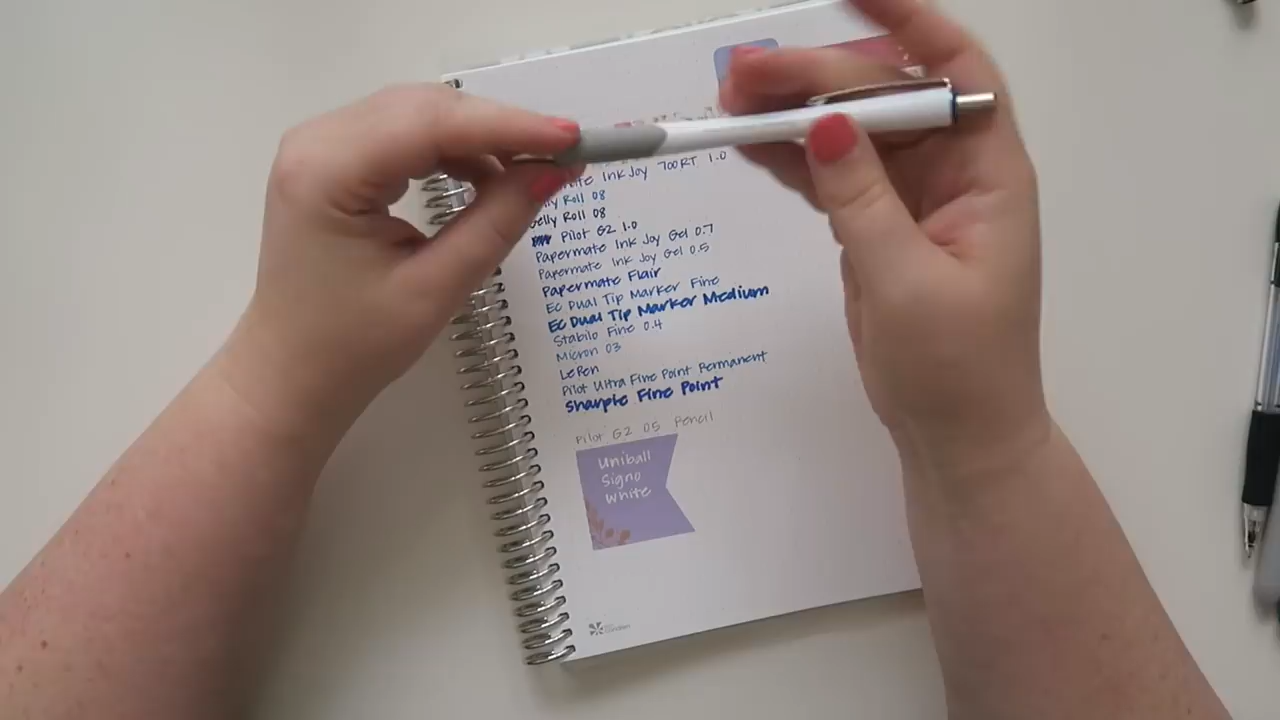 InkJoy 700RT 1.0
Roll 08
Gelly Roll 08
Pilot G2 1.0
Papermate Ink Joy Gel 0.7
Papermate Ink Joy Gel 0.5
Papermate Flair
EC Dual Tip Marker Fine
EC Dual Tip Marker Medium
Stabilo Fine 0.4
Micron 03
LePen
Pilot Ultra Fine Point Permanent
Sharpie Fine Point
Pilot G2 05 Pencil
Uniball
Signo
White